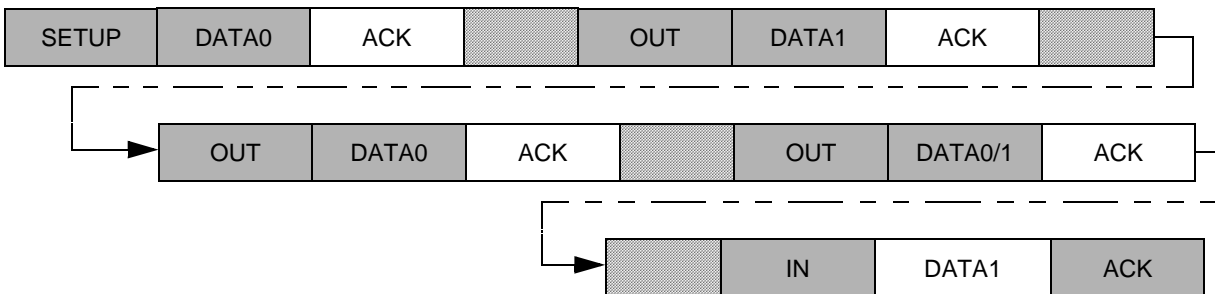 SETUP DATA0 ACK OUT DATA1 ACK
OUT DATA0 ACK OUT DATA0/1 ACK
IN DATA1 ACK